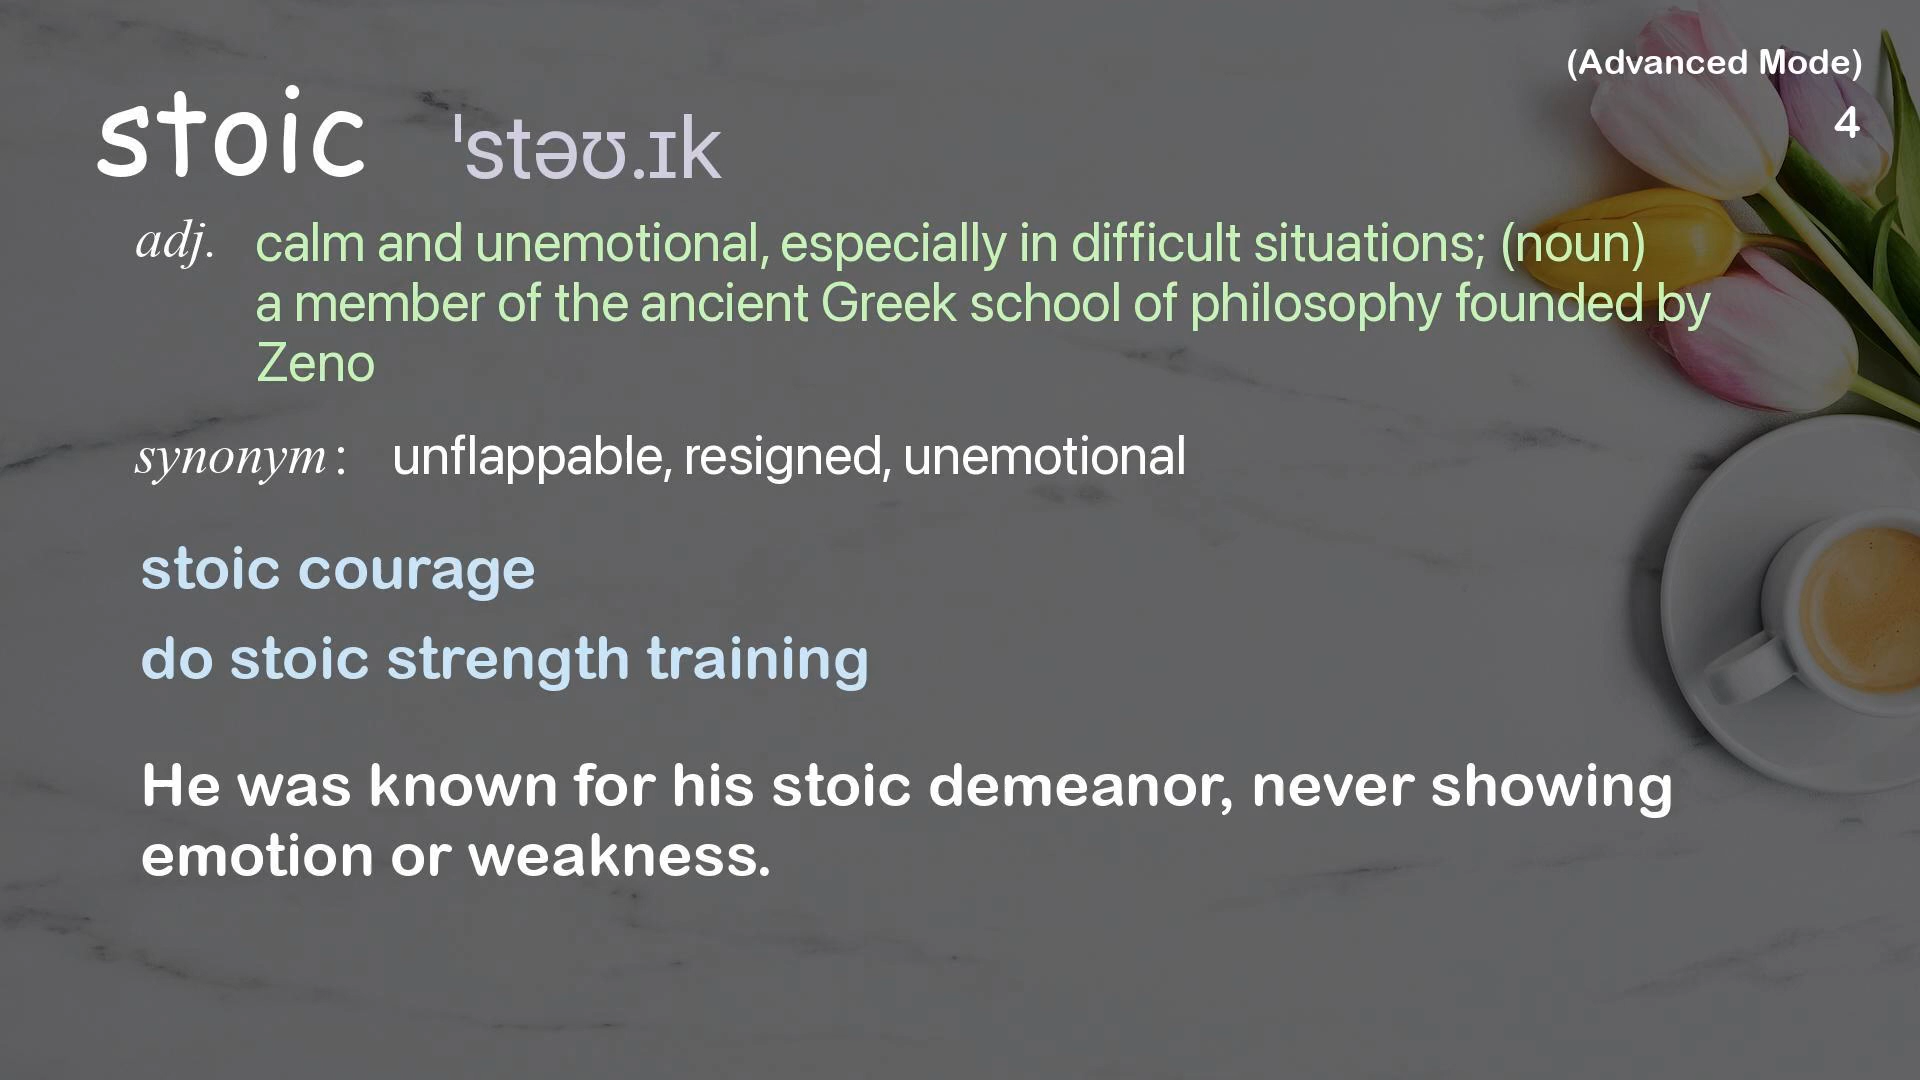 (Advanced Mode)
4
stoic ˈstəʊ.ɪk
adj. calm and unemotional, especially in difficult situations; (noun)
a member of the ancient Greek school of philosophy founded by
Zeno
synonym : unflappable, resigned, unemotional
stoic courage
do stoic strength training
He was known for his stoic demeanor, never showing
emotion or weakness.